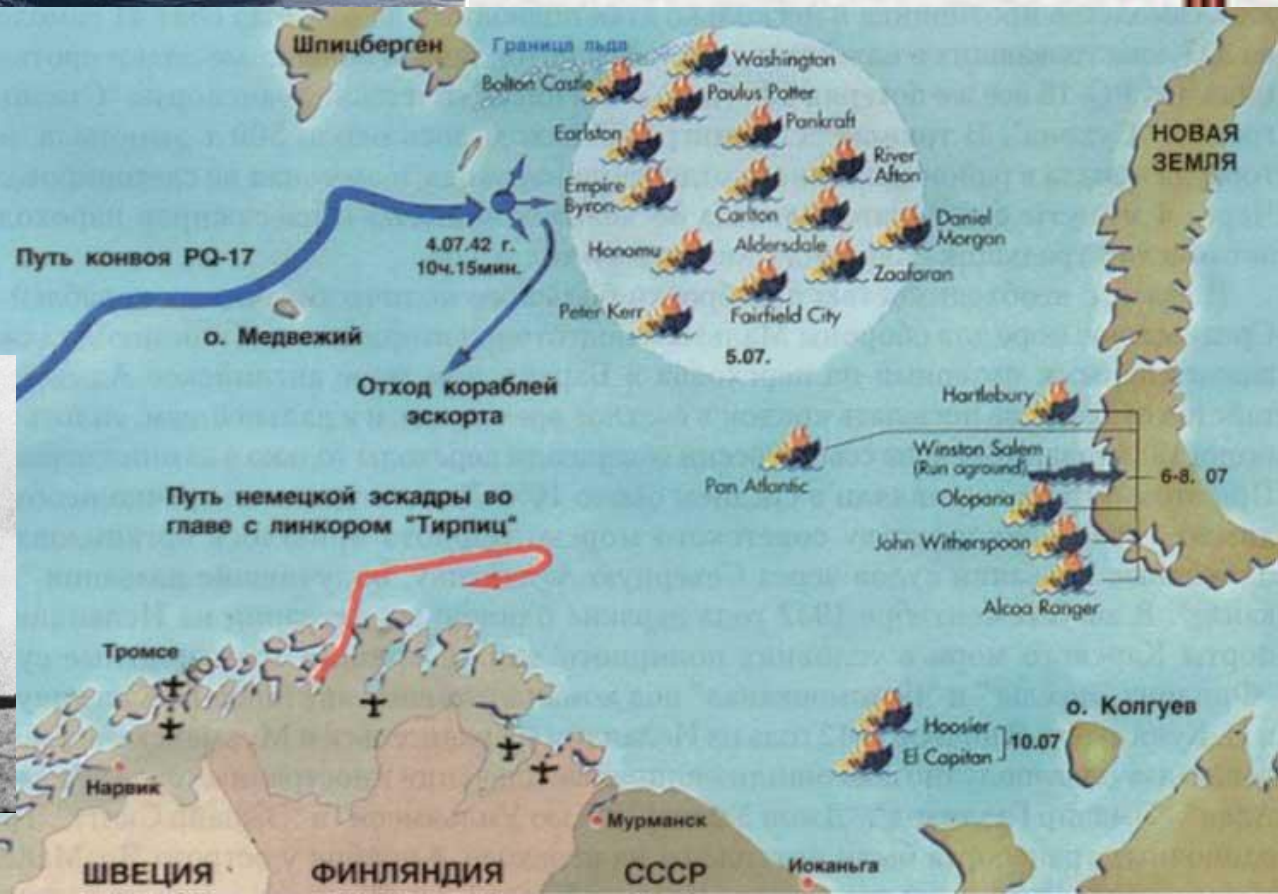 Шпицберген
Граница льда
Washington
Bolton Castle
Paulus Potter
Pankraft
Earlston
River
Afton
Empire
Byron
Carlton
Daniel
Morgan
Honomu
Aldersdale
Zaafaran
Peter Kerr
Fairfield City
5.07.
НОВАЯ
ЗЕМЛЯ
Путь конвоя PQ-17
4.07.42 г.
10ч.15мин.
о. Медвежий
Отход кораблей
эскорта
Hartlebury
Winston Salem
(Run aground)
6-8. 07
Pan Atlantic
Olopana
John Witherspoon
Alcoa Ranger
Путь немецкой эскадры во
главе с линкором "Тирпиц"
Тромсе
Hoosier
El Capitan
10.07
о. Колгуев
Нарвик
Мурманск
Иоканьга
ШВЕЦИЯ
ФИНЛЯНДИЯ
СССР